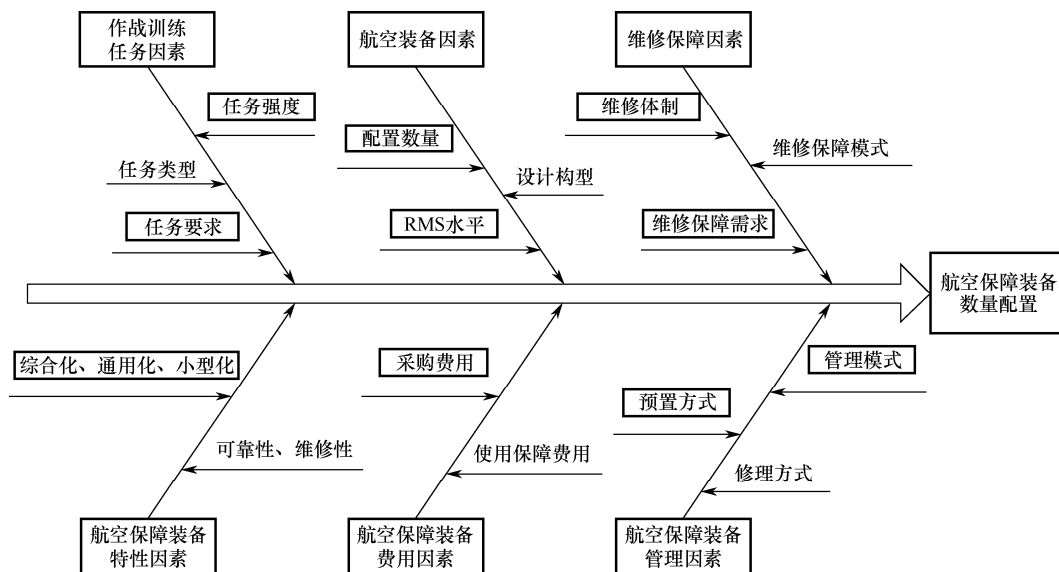 作战训练
任务因素
航空装备因素
维修保障因素
任务强度
维修体制
配置数量
维修保障模式
任务类型
设计构型
任务要求
RMS水平
维修保障需求
航空保障装备
数量配置
综合化、通用化、小型化
采购费用
管理模式
预置方式
可靠性、维修性
使用保障费用
修理方式
航空保障装备
特性因素
航空保障装备
费用因素
航空保障装备
管理因素